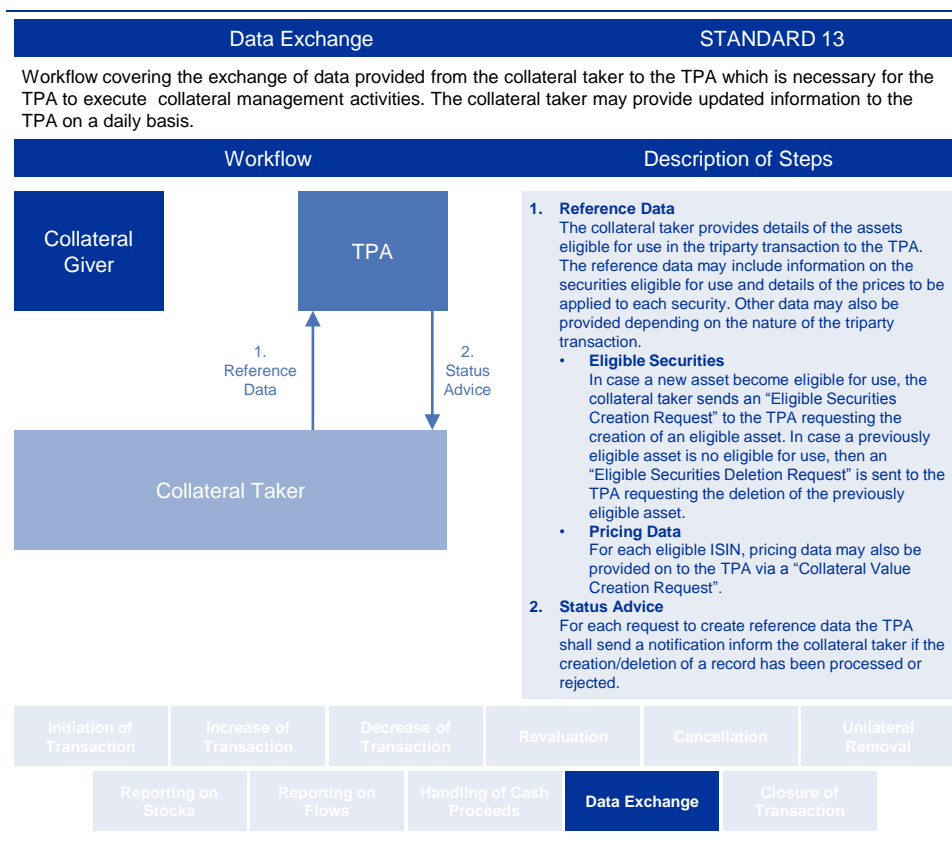 Data Exchange
STANDARD 13
Workflow covering the exchange of data provided from the collateral taker to the TPA which is necessary for the
TPA to execute collateral management activities. The collateral taker may provide updated information to the
TPA on a daily basis.
Workflow
Description of Steps
Collateral
Giver
TPA
1.
Reference
Data
2.
Status
Advice
Collateral Taker
1. Reference Data
The collateral taker provides details of the assets
eligible for use in the triparty transaction to the TPA.
The reference data may include information on the
securities eligible for use and details of the prices to be
applied to each security. Other data may also be
provided depending on the nature of the triparty
transaction.
• Eligible Securities
In case a new asset become eligible for use, the
collateral taker sends an “Eligible Securities
Creation Request” to the TPA requesting the
creation of an eligible asset. In case a previously
eligible asset is no eligible for use, then an
“Eligible Securities Deletion Request” is sent to the
TPA requesting the deletion of the previously
eligible asset.
• Pricing Data
For each eligible ISIN, pricing data may also be
provided on to the TPA via a “Collateral Value
Creation Request”.
2. Status Advice
For each request to create reference data the TPA
shall send a notification inform the collateral taker if the
creation/deletion of a record has been processed or
rejected.
Initiation of
Transaction
Increase of
Transaction
Decrease of
Transaction
Revaluation
Cancellation
Unilateral
Removal
Reporting on
Stocks
Reporting on
Flows
Handling of Cash
Proceeds
Data Exchange
Closure of
Transaction